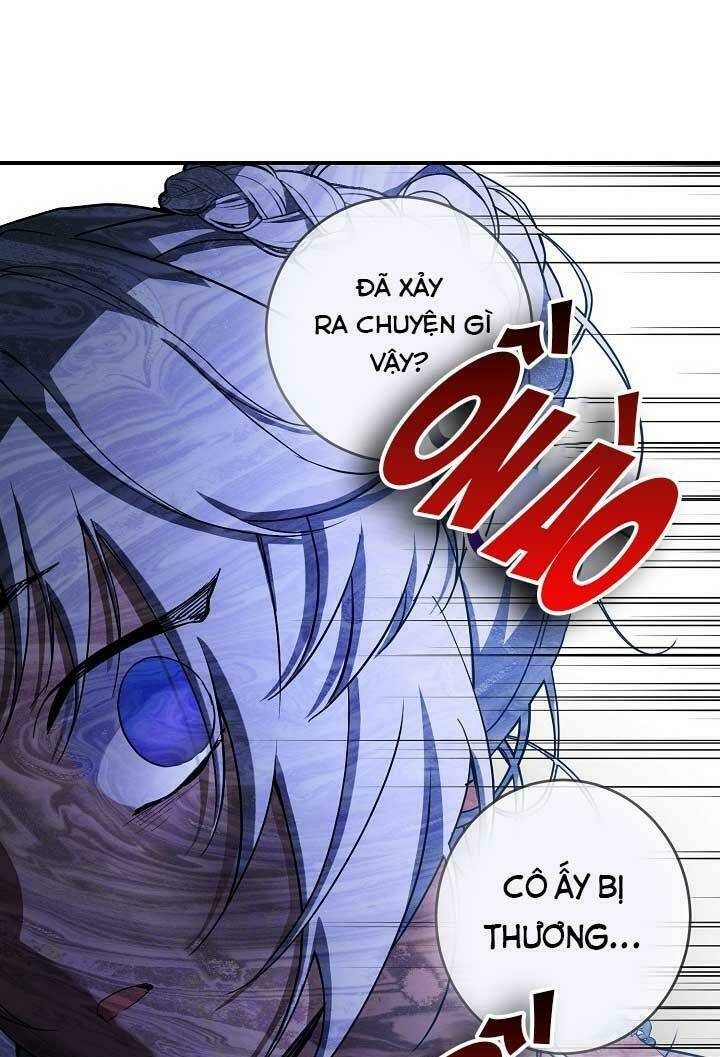 ĐÃ XẢY
RA CHUYỆN GÌ
VẬY?
ỒN ÀO
CÔ ẤY BỊ
THƯƠNG...